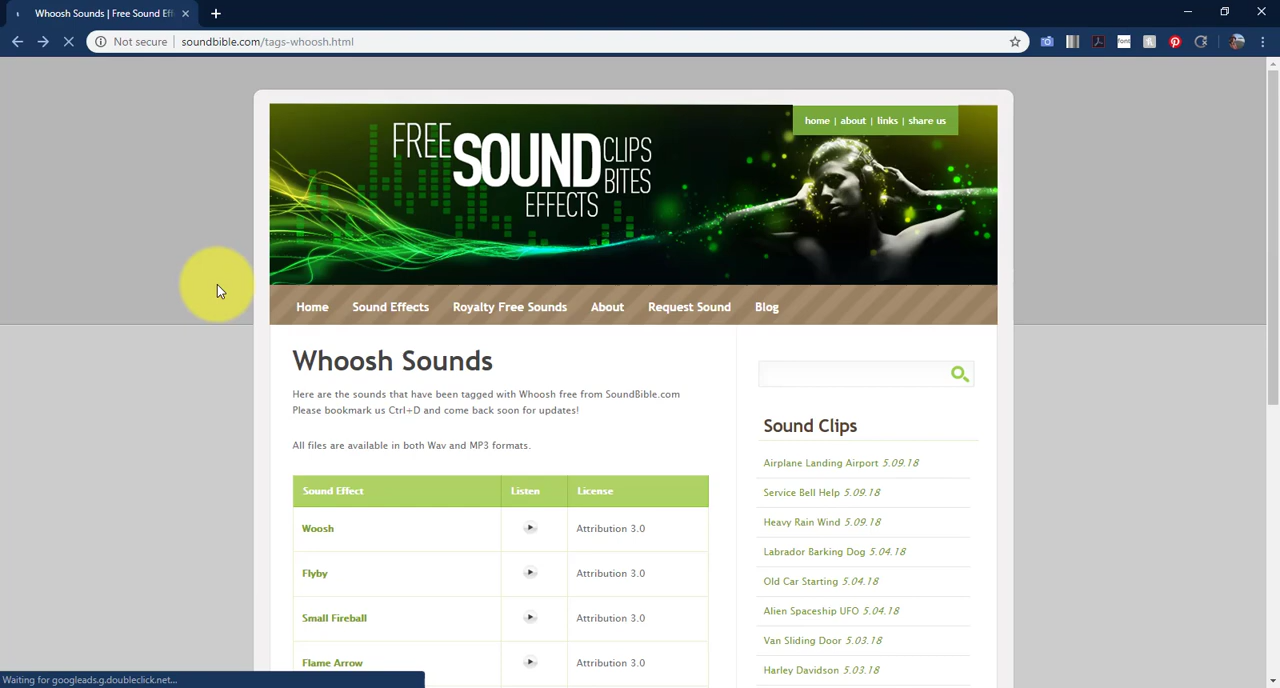 Whoosh Sounds | Free Sound Eff
Not secure | soundbible.com/tags-whoosh.html
home | about | links | share us
FREE SOUND CLIPS
BITES
EFFECTS
Home Sound Effects Royalty Free Sounds About Request Sound Blog
Whoosh Sounds
Here are the sounds that have been tagged with Whoosh free from SoundBible.com
Please bookmark us Ctrl+D and come back soon for updates!
All files are available in both Wav and MP3 formats.
Sound Effect Listen License
Woosh Attribution 3.0
Flyby Attribution 3.0
Small Fireball Attribution 3.0
Flame Arrow Attribution 3.0
Sound Clips
Airplane Landing Airport 5.09.18
Service Bell Help 5.09.18
Heavy Rain Wind 5.09.18
Labrador Barking Dog 5.04.18
Old Car Starting 5.04.18
Alien Spaceship UFO 5.04.18
Van Sliding Door 5.03.18
Harley Davidson 5.03.18
Waiting for googleads.g.doubleclick.net...